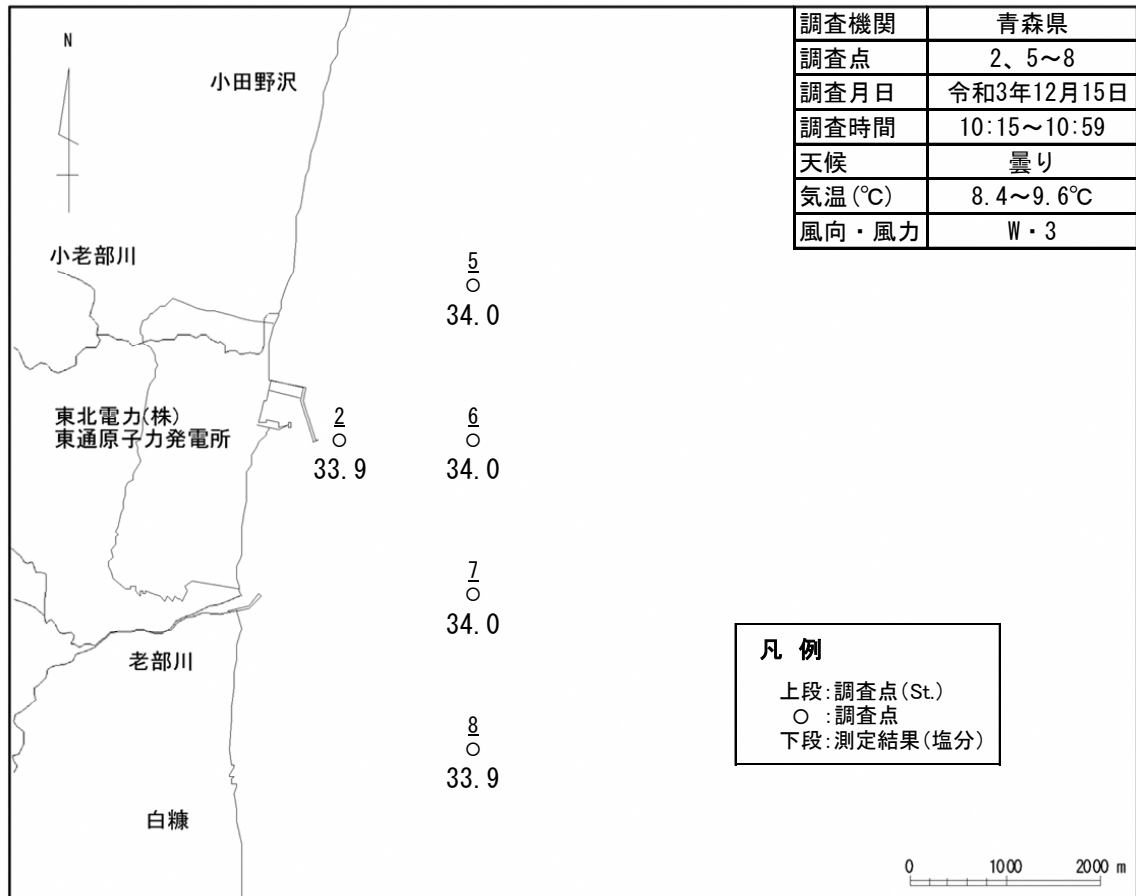 調査機関 青森県
調査点 2、5～8
調査月日 令和3年12月15日
調査時間 10:15～10:59
天候 曇り
気温(℃) 8.4～9.6℃
風向・風力 W・3
N
小田野沢
小老部川
5
34.0
東北電力(株)
東通原子力発電所
2
33.9
6
34.0
7
34.0
老部川
8
33.9
白糠
凡 例
上段:調査点(St.)
○ :調査点
下段:測定結果(塩分)
0 1000 2000 m